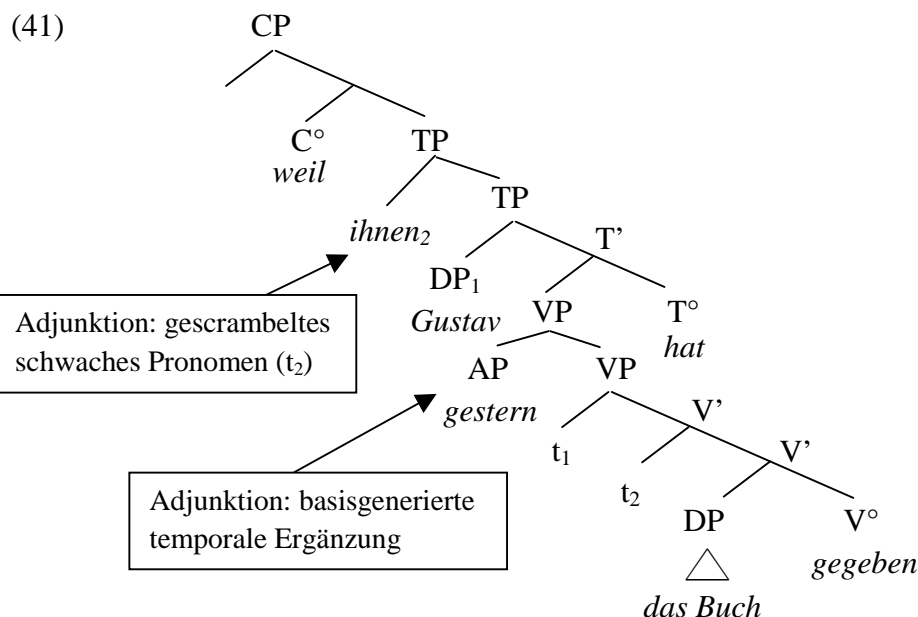 (41)
CP
C°
weil
TP
ihnen₂
TP
DP₁
Gustav
T’
VP
T°
hat
Adjunktion: gescrambeltes
schwaches Pronomen (t₂)
AP
gestern
VP
t₁
V’
t₂
V’
Adjunktion: basisgenerierte
temporale Ergänzung
DP
das Buch
V°
gegeben